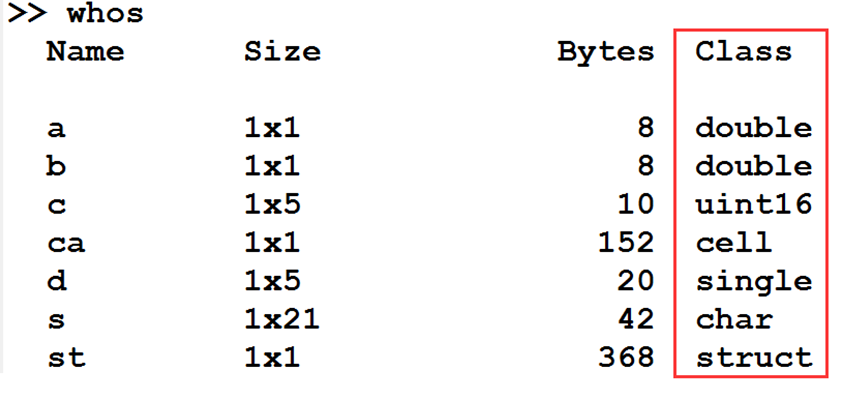 >> whos
Name Size Bytes Class
a 1x1 8 double
b 1x1 8 double
c 1x5 10 uint16
ca 1x1 152 cell
d 1x5 20 single
s 1x21 42 char
st 1x1 368 struct